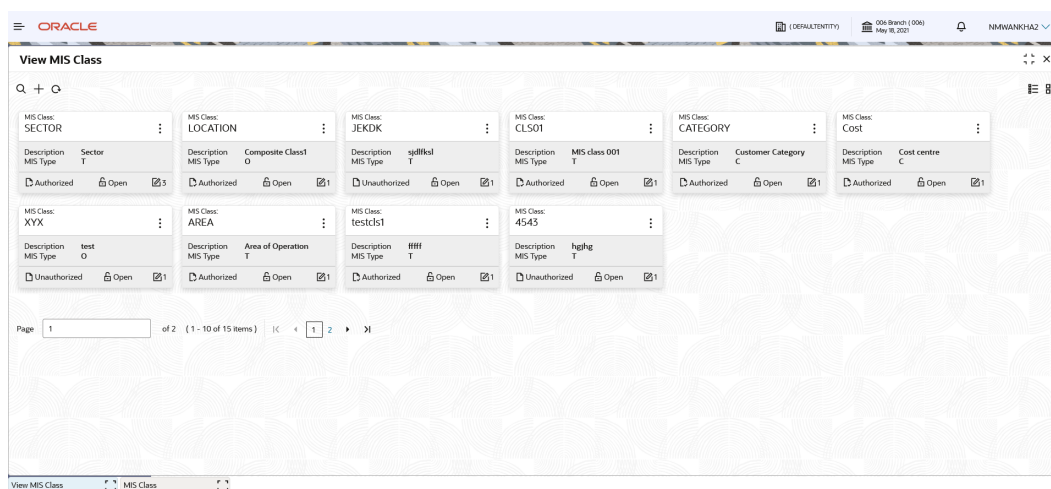 ORACLE
( DEFAULTENTITY)
006 Branch ( 006)
May 18, 2021
NMWANKHA2
View MIS Class
MIS Class:
SECTOR
Description Sector
MIS Type T
Authorized Open 3
MIS Class:
LOCATION
Description Composite Class1
MIS Type O
Authorized Open 1
MIS Class:
JEKDK
Description sjdlfksl
MIS Type T
Unauthorized Open 1
MIS Class:
CLS01
Description MIS class 001
MIS Type T
Authorized Open 1
MIS Class:
CATEGORY
Description Customer Category
MIS Type C
Authorized Open 1
MIS Class:
Cost
Description Cost centre
MIS Type C
Authorized Open 1
MIS Class:
XYX
Description test
MIS Type O
Unauthorized Open 1
MIS Class:
AREA
Description Area of Operation
MIS Type T
Authorized Open 1
MIS Class:
testcls1
Description fffff
MIS Type T
Authorized Open 1
MIS Class:
4543
Description hgjhg
MIS Type T
Unauthorized Open 1
Page 1 of 2 ( 1 - 10 of 15 items ) 1 2
View MIS Class MIS Class